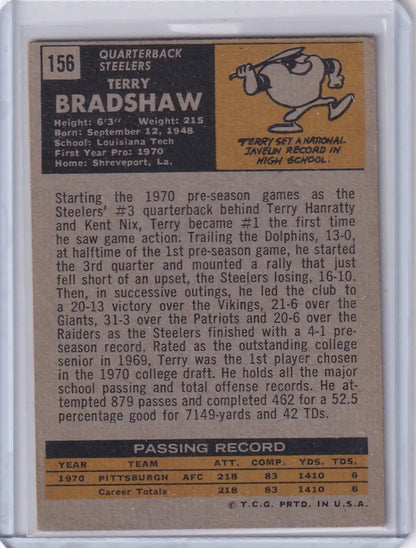 156
QUARTERBACK
STEELERS
TERRY
BRADSHAW
Height: 6'3" Weight: 215
Born: September 12, 1948
School: Louisiana Tech
First Year Pro: 1970
Home: Shreveport, La.
TERRY SET A NATIONAL
JAVELIN RECORD IN
HIGH SCHOOL.
Starting the 1970 pre-season games as the
Steelers' #3 quarterback behind Terry Hanratty
and Kent Nix, Terry became #1 the first time
he saw game action. Trailing the Dolphins, 13-0,
at halftime of the 1st pre-season game, he started
the 3rd quarter and mounted a rally that just
fell short of an upset, the Steelers losing, 16-10.
Then, in successive outings, he led the club to
a 20-13 victory over the Vikings, 21-6 over the
Giants, 31-3 over the Patriots and 20-6 over the
Raiders as the Steelers finished with a 4-1 pre-
season record. Rated as the outstanding college
senior in 1969, Terry was the 1st player chosen
in the 1970 college draft. He holds all the major
school passing and total offense records. He at-
tempted 879 passes and completed 462 for a 52.5
percentage good for 7149-yards and 42 TDs.
PASSING RECORD
YEAR TEAM ATT. COMP. YDS. TDS.
1970 PITTSBURGH AFC 218 83 1410 6
Career Totals 218 83 1410 6
© T.C.G. PRTD. IN U.S.A.